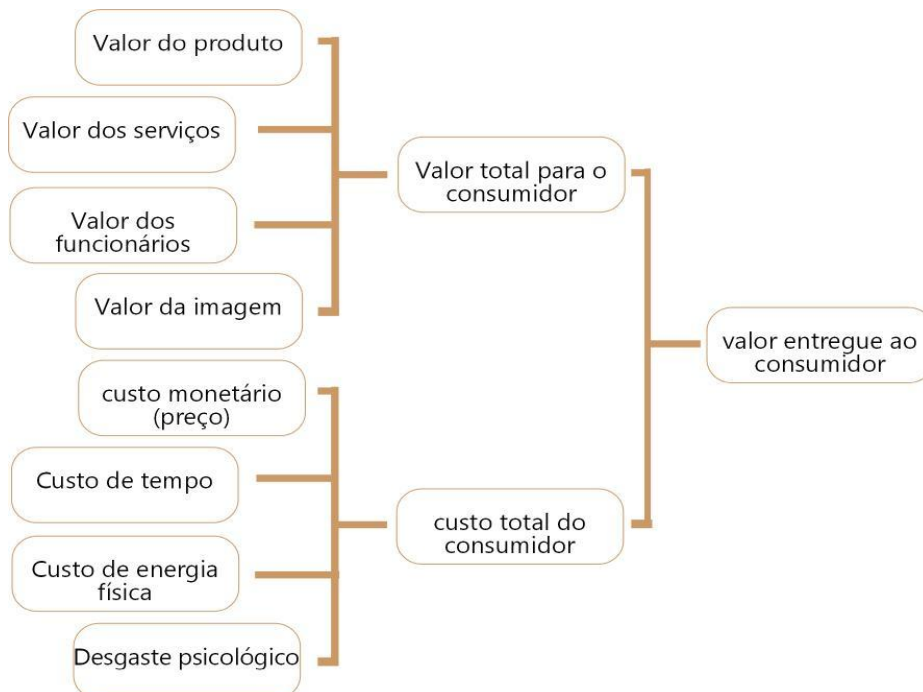 Valor do produto
Valor dos serviços
Valor dos
funcionários
Valor da imagem
custo monetário
(preço)
Custo de tempo
Custo de energia
física
Desgaste psicológico
Valor total para o
consumidor
custo total do
consumidor
valor entregue ao
consumidor